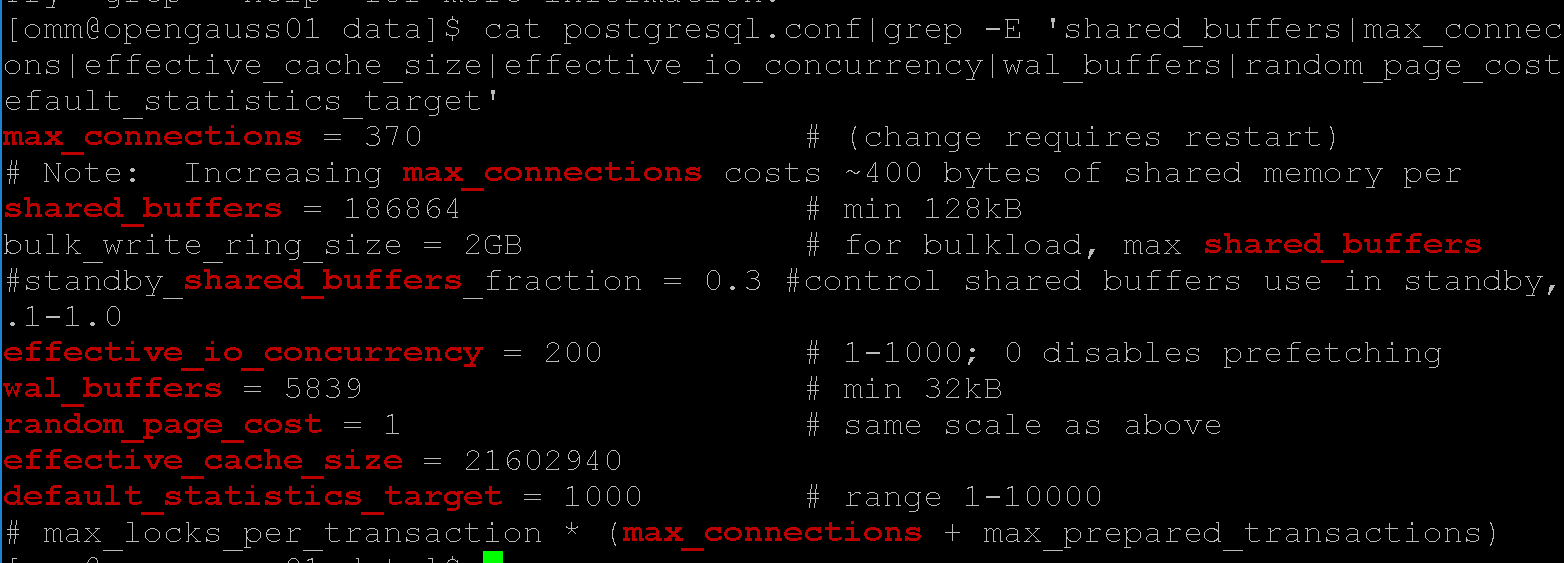 [omm@opengauss01 data]$ cat postgresql.conf|grep -E 'shared_buffers|max_connec
ons|effective_cache_size|effective_io_concurrency|wal_buffers|random_page_cost
efault_statistics_target'
max_connections = 370 # (change requires restart)
# Note: Increasing max_connections costs ~400 bytes of shared memory per
shared_buffers = 186864 # min 128kB
bulk_write_ring_size = 2GB # for bulkload, max shared_buffers
#standby_shared_buffers_fraction = 0.3 #control shared buffers use in standby,
.1-1.0
effective_io_concurrency = 200 # 1-1000; 0 disables prefetching
wal_buffers = 5839 # min 32kB
random_page_cost = 1 # same scale as above
effective_cache_size = 21602940
default_statistics_target = 1000 # range 1-10000
# max_locks_per_transaction * (max_connections + max_prepared_transactions)